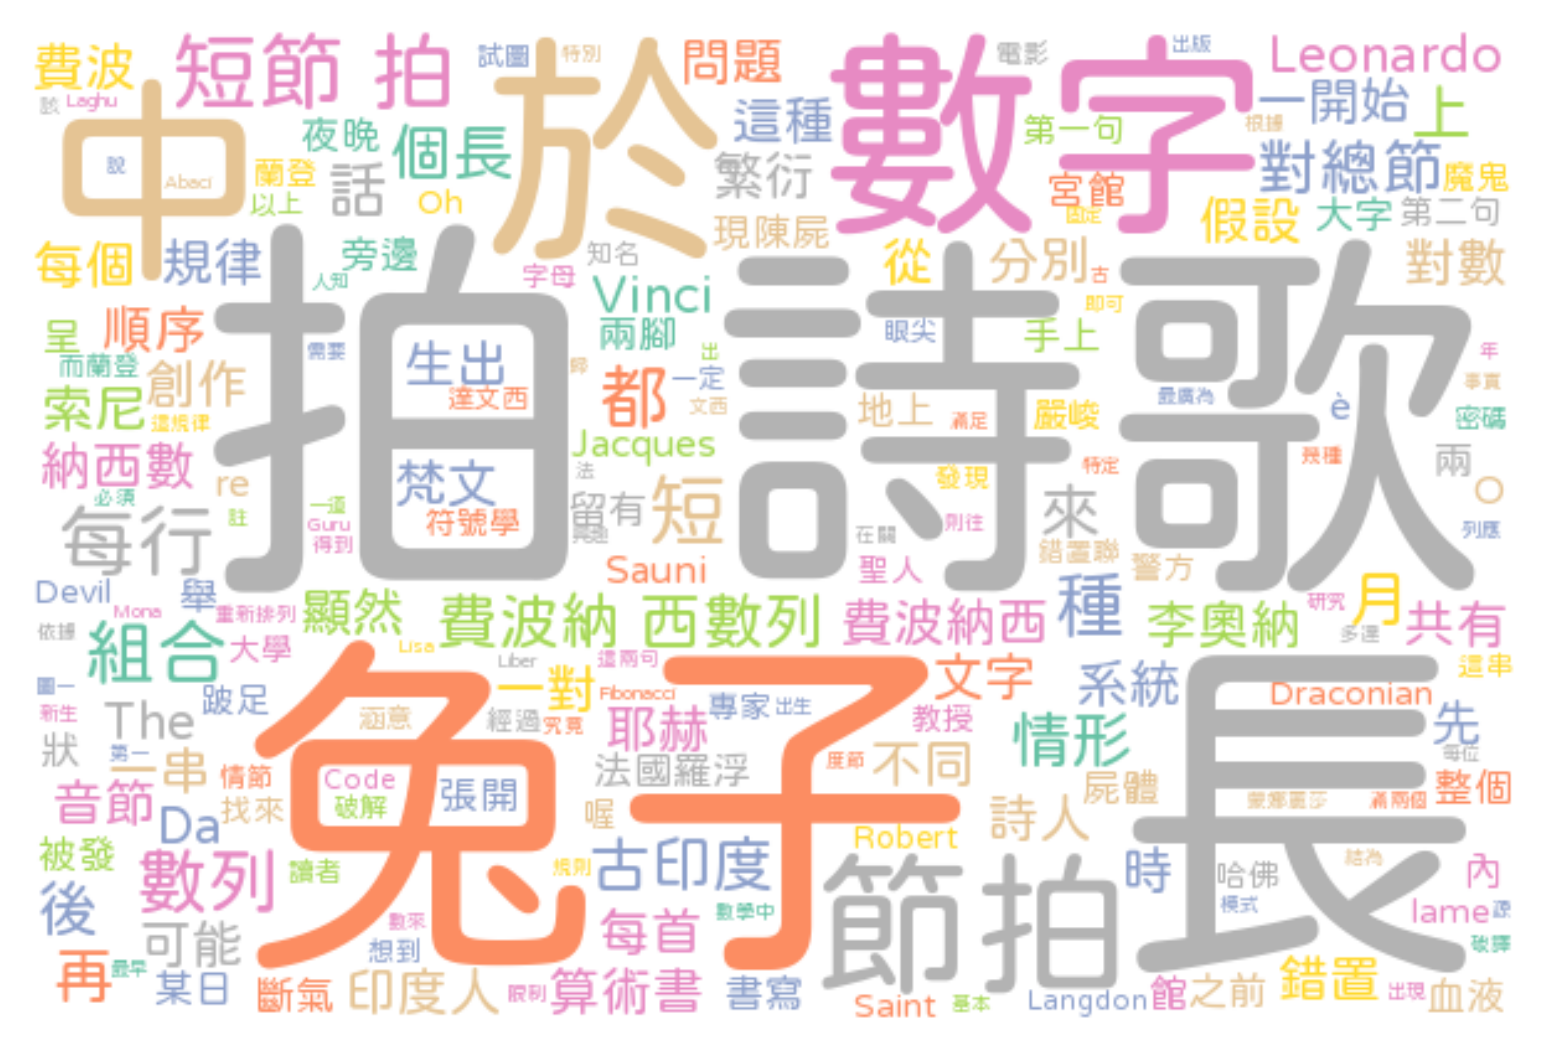 費波
短節 拍
試圖
特別
問題
出版
電影
Leonardo
該
Laghu
中
於
數字
一開始
上
夜晚
個長
這種
第一句
根據
說
Abaci
蘭登
話
繁衍
宮館
對總節
魔鬼
以上
Oh
固定
假設
大字
第二句
現陳屍
每個
規律
旁邊
知名
從
分別
對數
人知
字母
古
拍
詩歌
Vinci
即可
呈
順序
兩腳
眼尖
手上
需要
生出
出
年
而蘭登
創作
歸
都
一定
事實
索尼
達文西
文西
地上
最廣為
è
這規律
滿足
嚴峻
密碼
納西數
Jacques
梵文
法
特定
幾種
兩
re
發現
必須
每行
註
一道
符號學
留有
短
來
O
Guru
則往
列應
得到
在關
Sauni
聖人
錯置聯
警方
Devil
舉
Mona
重新排列
顯然
費波納 西數列
費波納西
種
李奧納
研究
月
共有
依據
多達
組合
大學
Lisa
Liber
這兩句
這串
圖一
跛足
一對
Fibonacci
文字
系統
Draconian
新生
The
涵意
經過
究竟
耶赫
專家
出生
教授
情形
先
兔子
長
狀
第一
一串
情節
法國羅浮
度節
不同
每位
音節
Code
張開
屍體
整個
破解
蒙娜麗莎
滿兩個
Da
找來
喔
詩人
Robert
被發
數列
讀者
規則
古印度
節拍
時
結為
哈佛
內
後
模式
lame
源
可能
數來
每首
數學中
想到
破譯
再
最早
某日
斷氣
印度人
限制
算術書
書寫
Saint
基本
Langdon
館
之前
錯置
出現
血液